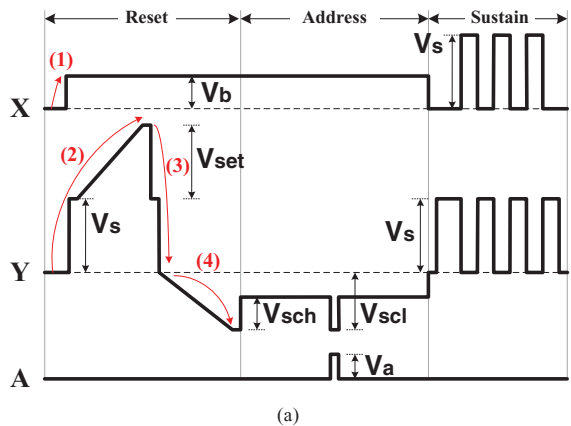 Reset Address Sustain
(1)
Vs
Vb
X
(2)
(3)
Vset
Vs
Vs
Y
(4)
Vsch
Vscl
Va
A
(a)